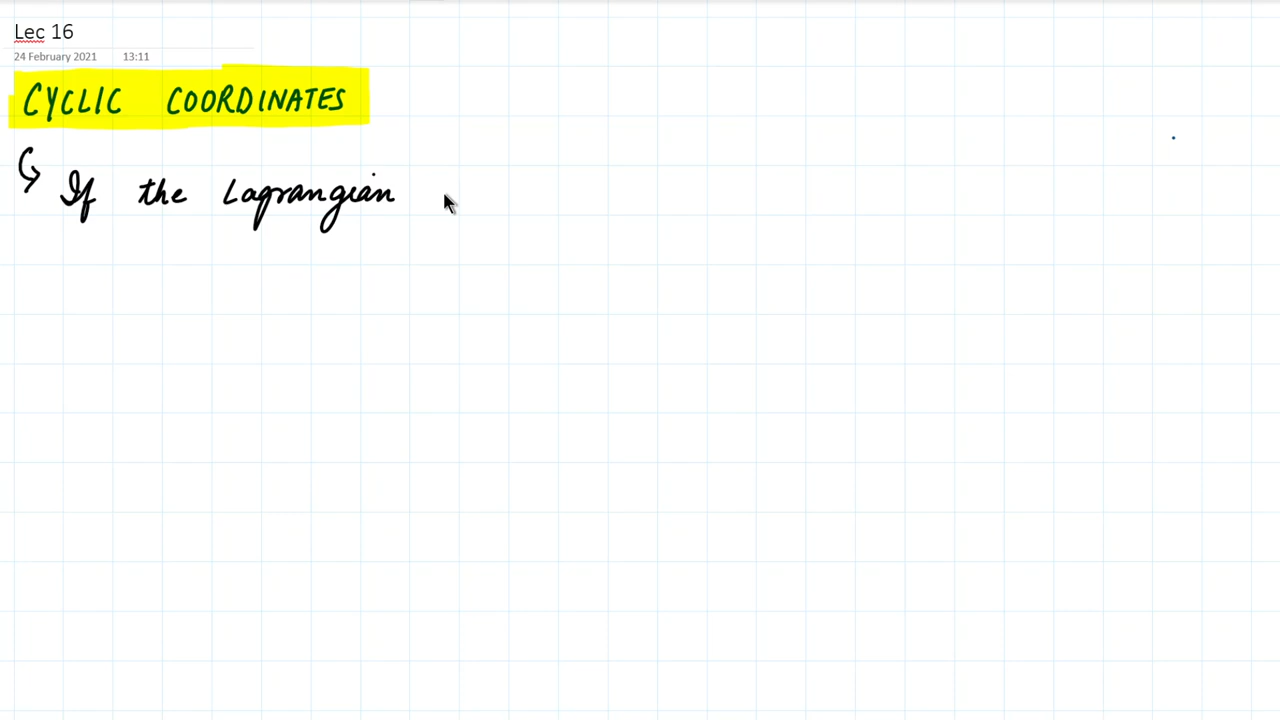 Lec 16
24 February 2021 13:11
CYCLIC COORDINATES
If the Lagrangian